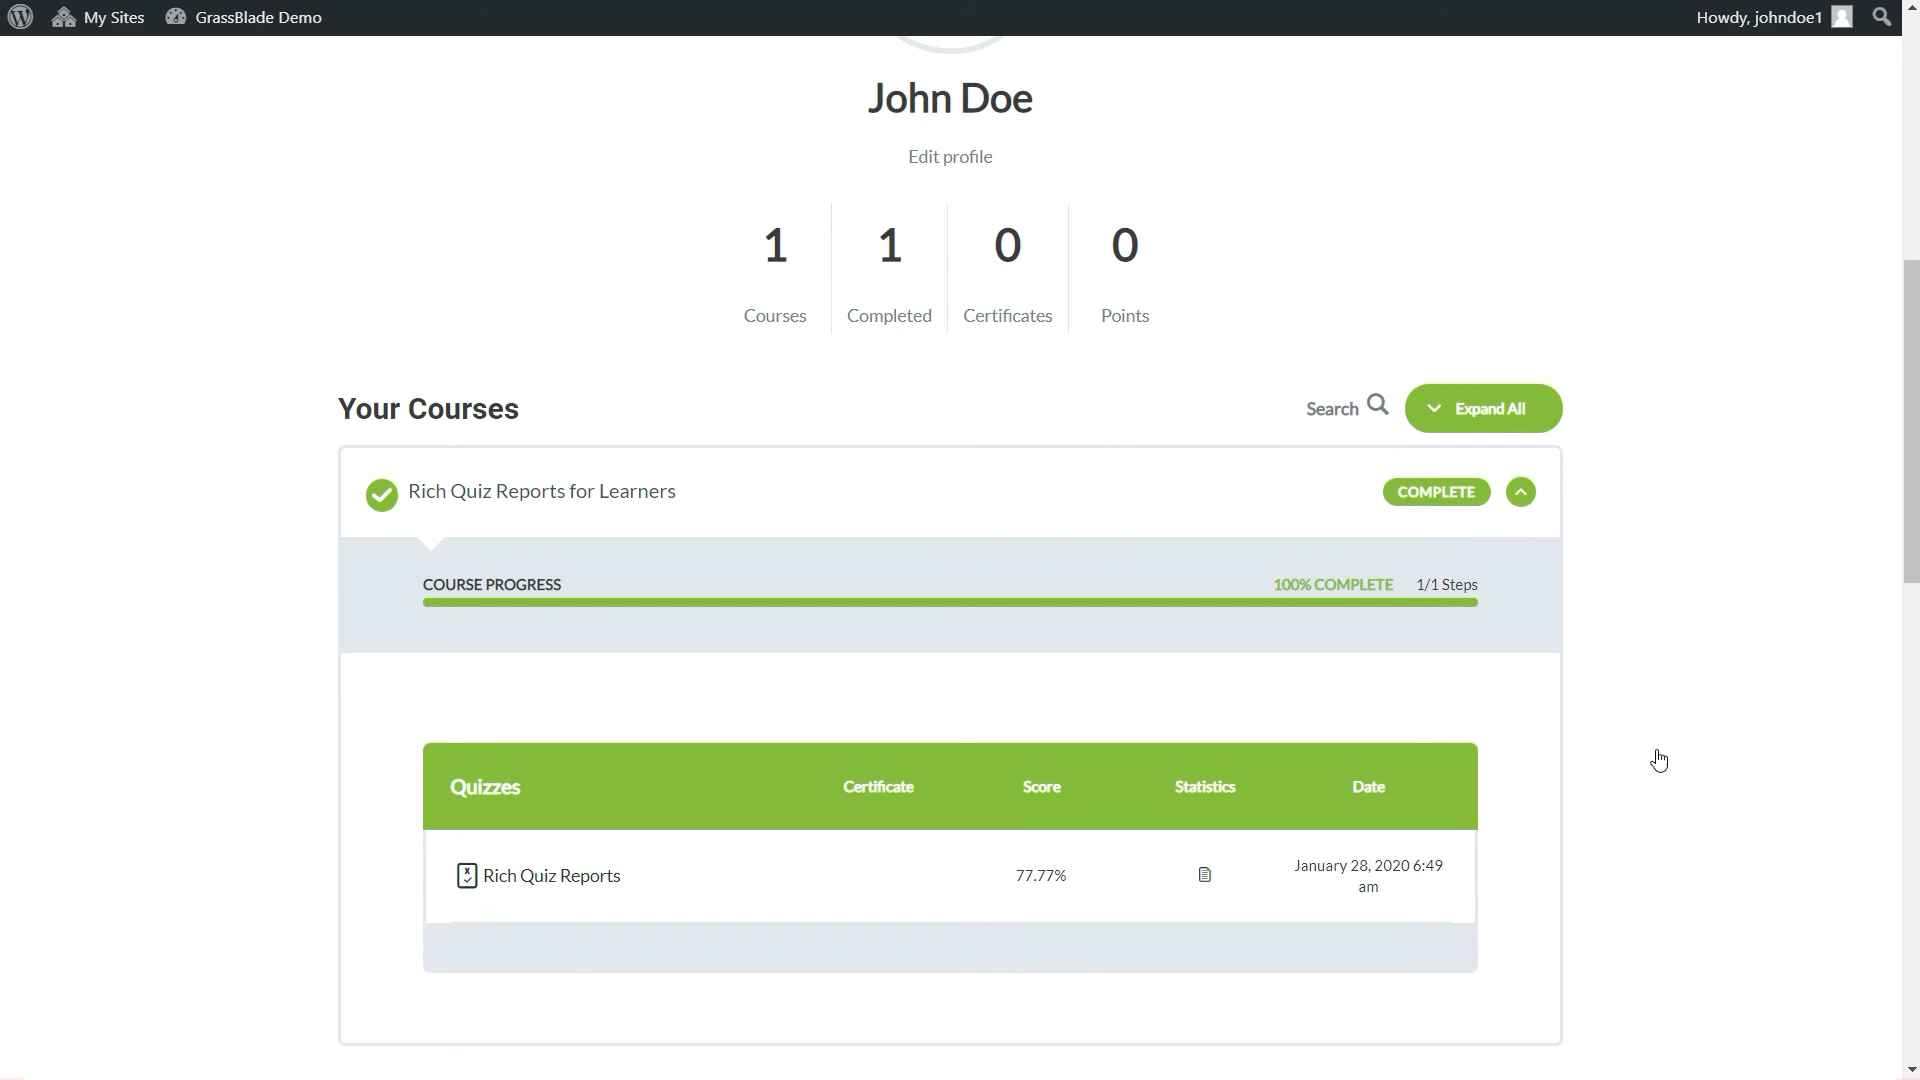 My Sites GrassBlade Demo Howdy, johndoe1
John Doe
Edit profile
1 1 0 0
Courses Completed Certificates Points
Your Courses Search Expand All
Rich Quiz Reports for Learners COMPLETE
COURSE PROGRESS 100% COMPLETE 1/1 Steps
Quizzes Certificate Score Statistics Date
Rich Quiz Reports 77.77% January 28, 2020 6:49
am